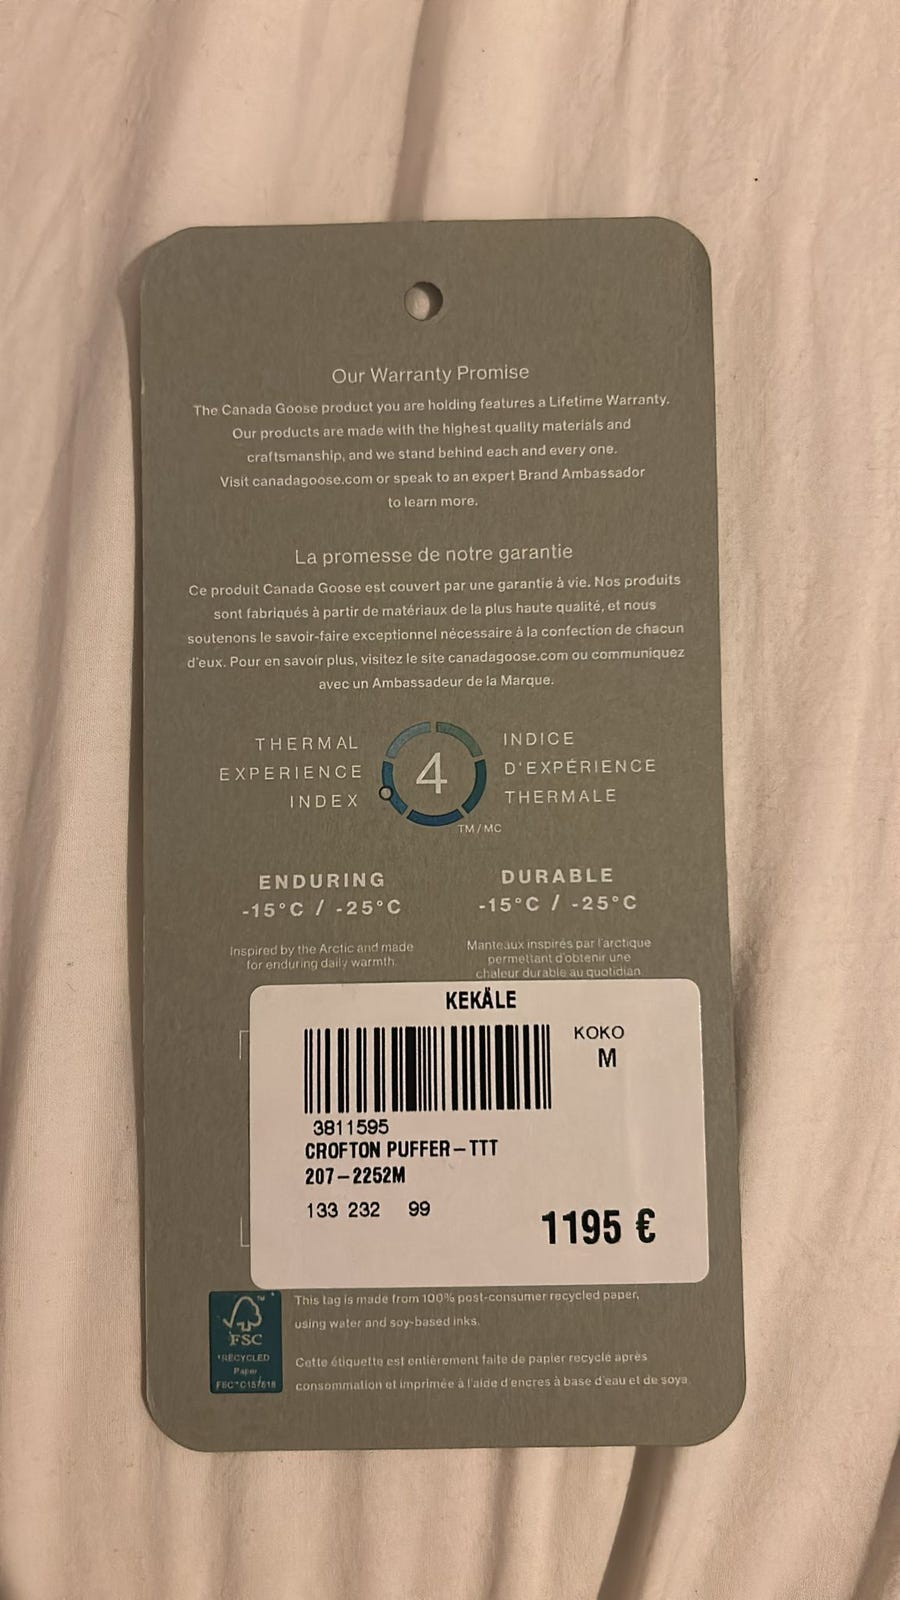 Our Warranty Promise
The Canada Goose product you are holding features a Lifetime Warranty.
Our products are made with the highest quality materials and
craftsmanship, and we stand behind each and every one.
Visit canadagoose.com or speak to an expert Brand Ambassador
to learn more.
La promesse de notre garantie
Ce produit Canada Goose est couvert par une garantie à vie. Nos produits
sont fabriqués à partir de matériaux de la plus haute qualité, et nous
soutenons le savoir-faire exceptionnel nécessaire à la confection de chacun
d'eux. Pour en savoir plus, visitez le site canadagoose.com ou communiquez
avec un Ambassadeur de la Marque.
THERMAL
EXPERIENCE
INDEX
4
TM/MC
INDICE
D'EXPÉRIENCE
THERMALE
ENDURING
-15°C / -25°C
Inspired by the Arctic and made
for enduring daily warmth.
DURABLE
-15°C / -25°C
Manteaux inspirés par l'arctique
permettant d'obtenir une
chaleur durable au quotidien.
KEKÄLE
KOKO
M
3811595
CROFTON PUFFER-TTT
207-2252M
133 232 99
1195 €
FSC
RECYCLED
Paper
This tag is made from 100% post-consumer recycled paper,
using water and soy-based inks.
Cette étiquette est entièrement faite de papier recyclé après
consommation et imprimée à l'aide d'encres à base d'eau et de soya.